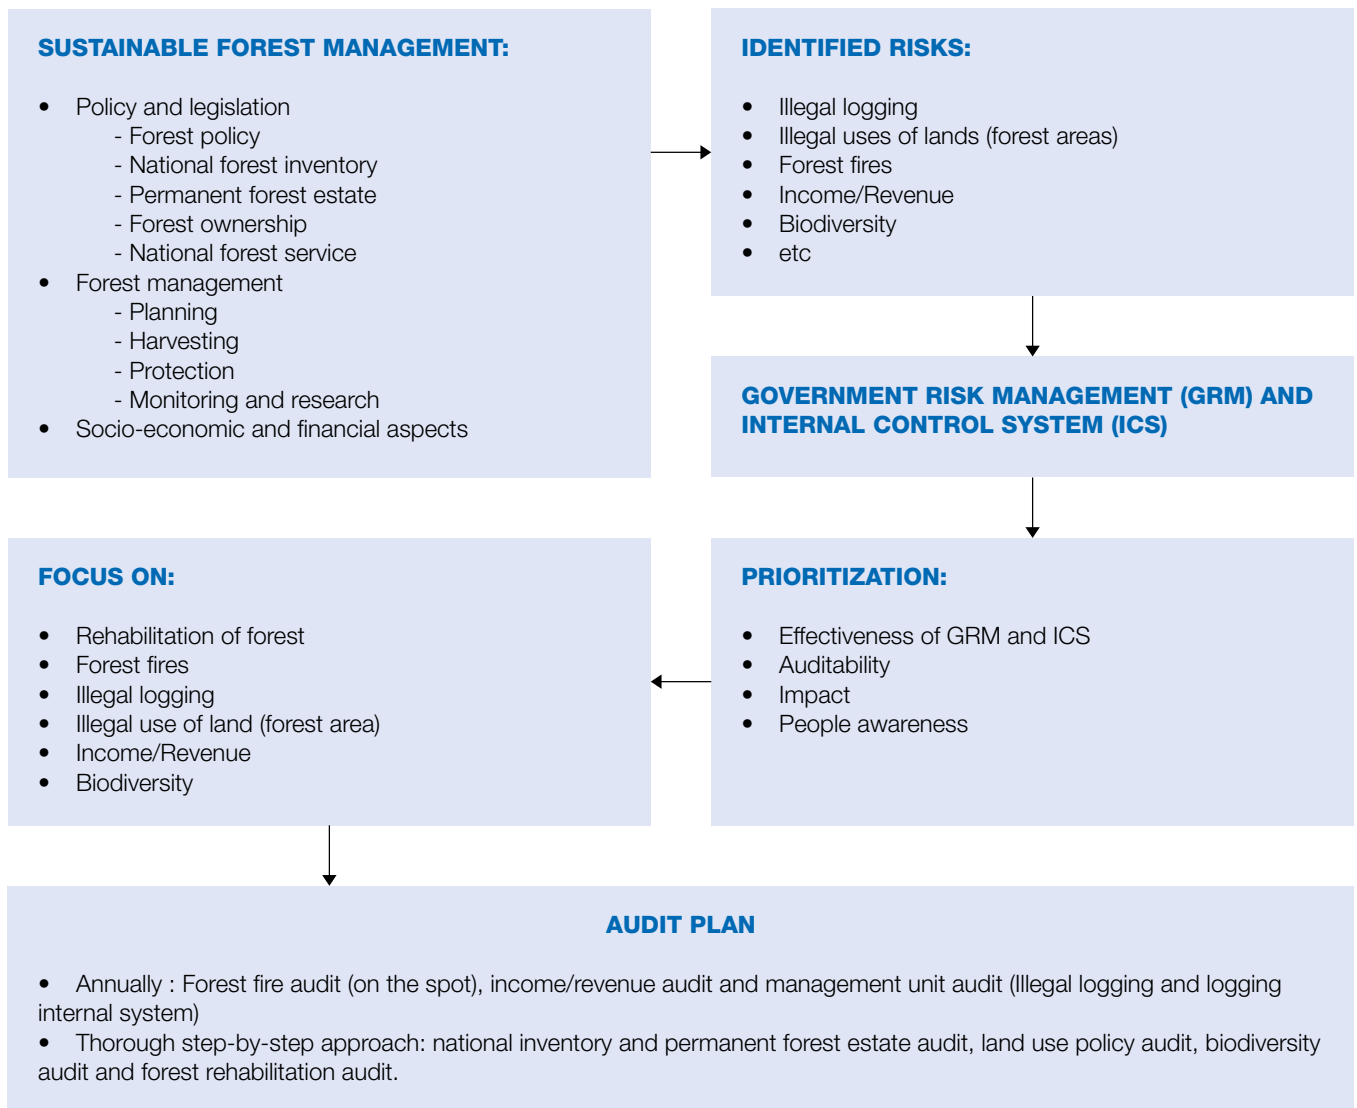 SUSTAINABLE FOREST MANAGEMENT:
• Policy and legislation
- Forest policy
- National forest inventory
- Permanent forest estate
- Forest ownership
- National forest service
• Forest management
- Planning
- Harvesting
- Protection
- Monitoring and research
• Socio-economic and financial aspects
IDENTIFIED RISKS:
• Illegal logging
• Illegal uses of lands (forest areas)
• Forest fires
• Income/Revenue
• Biodiversity
• etc
GOVERNMENT RISK MANAGEMENT (GRM) AND
INTERNAL CONTROL SYSTEM (ICS)
PRIORITIZATION:
• Effectiveness of GRM and ICS
• Auditability
• Impact
• People awareness
FOCUS ON:
• Rehabilitation of forest
• Forest fires
• Illegal logging
• Illegal use of land (forest area)
• Income/Revenue
• Biodiversity
AUDIT PLAN
• Annually : Forest fire audit (on the spot), income/revenue audit and management unit audit (Illegal logging and logging
internal system)
• Thorough step-by-step approach: national inventory and permanent forest estate audit, land use policy audit, biodiversity
audit and forest rehabilitation audit.